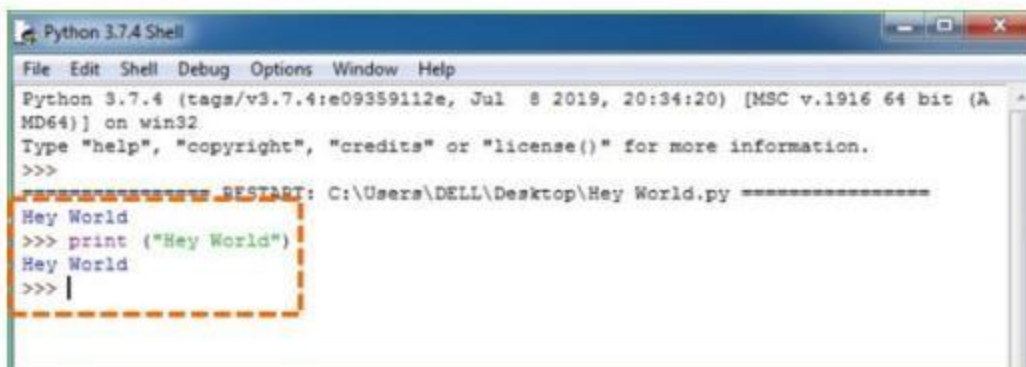 Python 3.7.4 Shell
File Edit Shell Debug Options Window Help
Python 3.7.4 (tags/v3.7.4:e09359112e, Jul  8 2019, 20:34:20) [MSC v.1916 64 bit (A
MD64)] on win32
Type "help", "copyright", "credits" or "license()" for more information.
>>>
================ RESTART: C:\Users\DELL\Desktop\Hey World.py ================
Hey World
>>> print ("Hey World")
Hey World
>>>